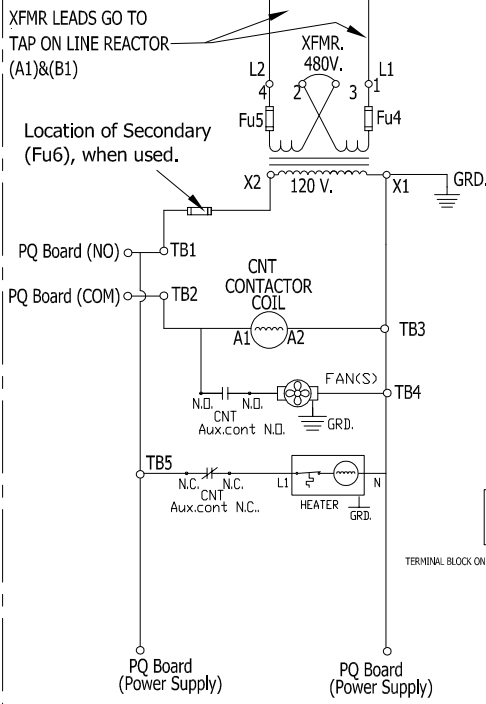 XFMR LEADS GO TO
TAP ON LINE REACTOR
(A1)&(B1)
XFMR.
480V.
L2
L1
4
2
3
1
Fu5
Fu4
Location of Secondary
(Fu6), when used.
X2
120 V.
X1
GRD.
PQ Board (NO)
TB1
PQ Board (COM)
TB2
CNT
CONTACTOR
COIL
A1
A2
TB3
FAN(S)
TB4
N.O.
N.O.
CNT
Aux.cont N.O.
GRD.
TB5
N.C.
N.C.
CNT
Aux.cont N.C..
L1
N
HEATER
GRD.
TERMINAL BLOCK ON
PQ Board
(Power Supply)
PQ Board
(Power Supply)